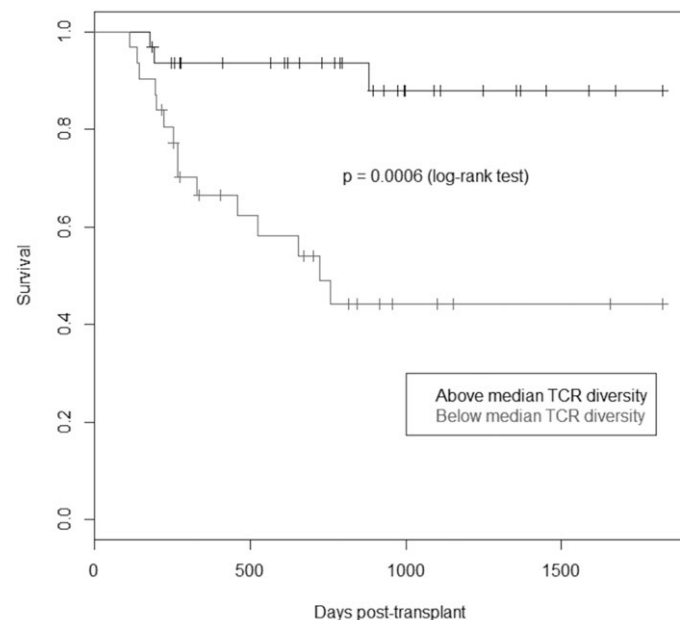 1.0
0.8
0.6
0.4
0.2
0.0
Survival
p = 0.0006 (log-rank test)
Above median TCR diversity
Below median TCR diversity
0 500 1000 1500
Days post-transplant